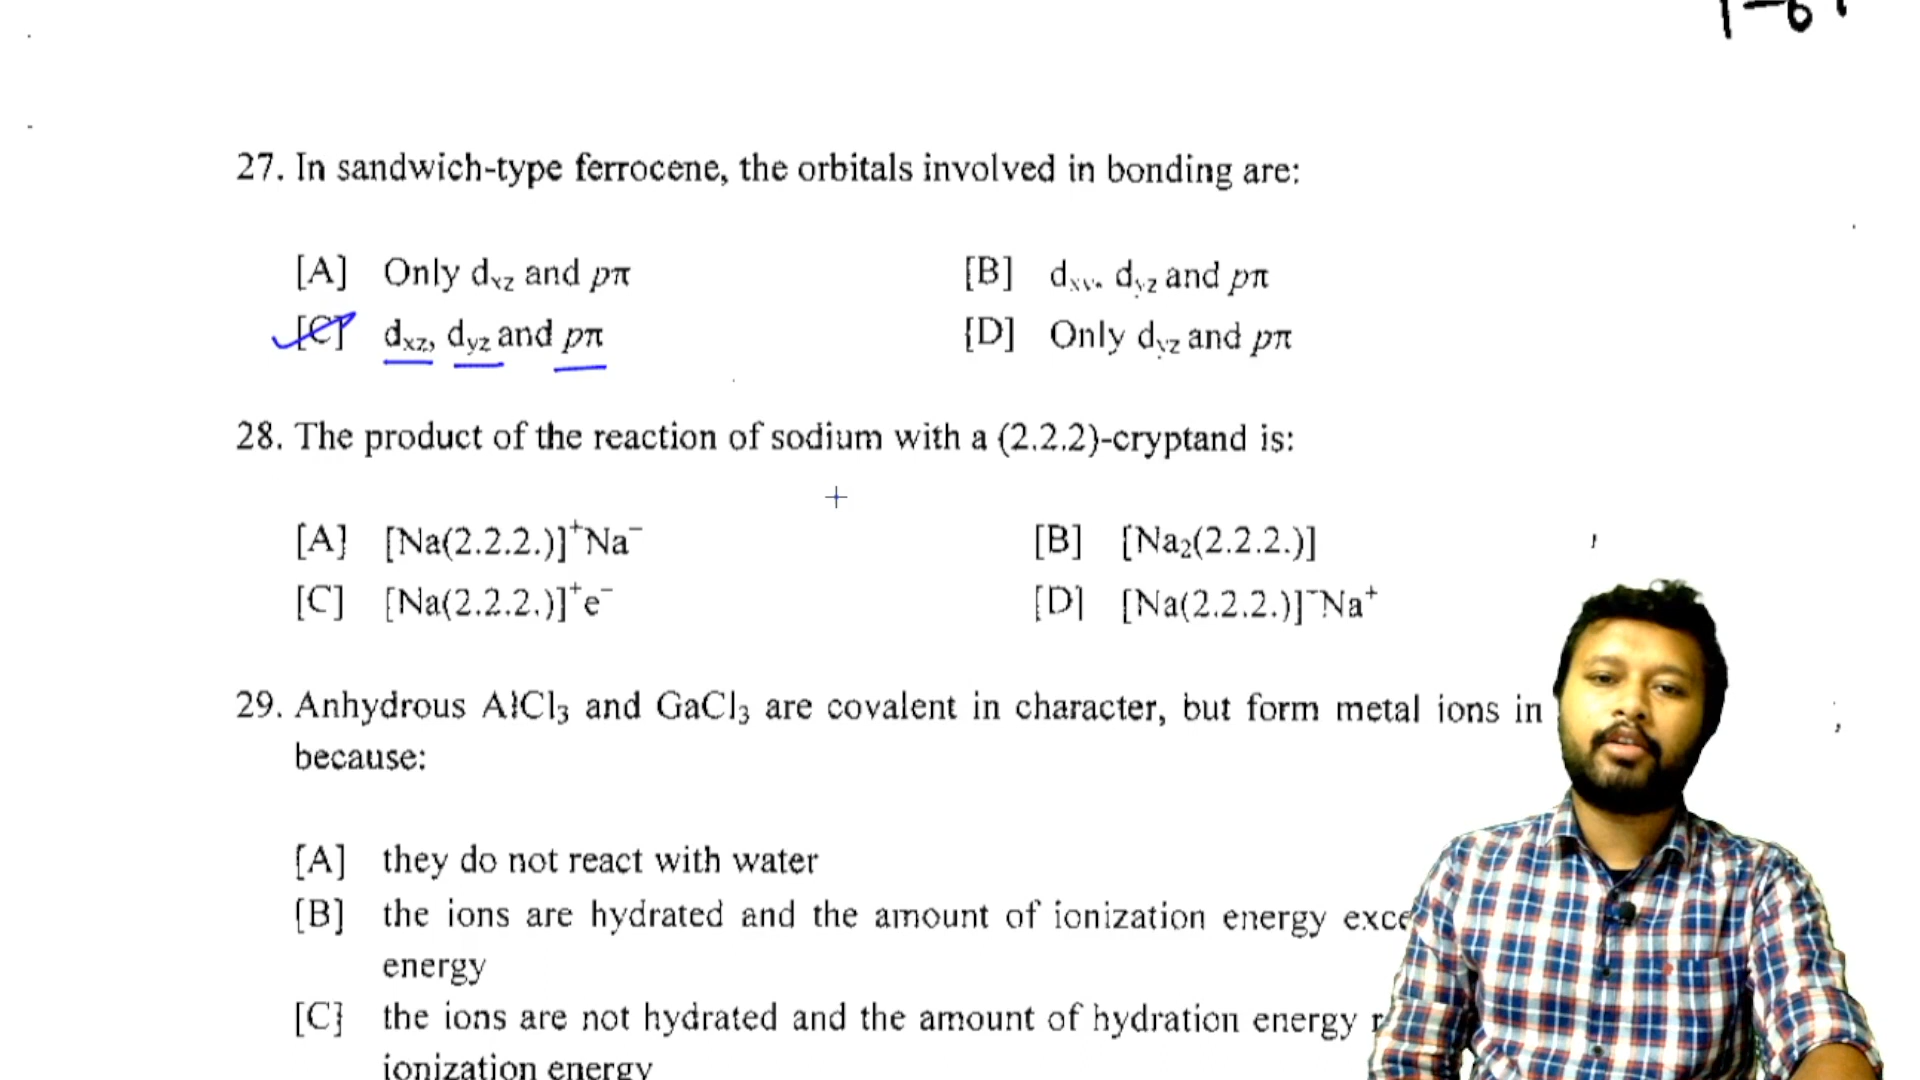 27. In sandwich-type ferrocene, the orbitals involved in bonding are:
[A] Only dxz and pπ
[B] dxy, dyz and pπ
[C] dxz, dyz and pπ
[D] Only dyz and pπ
28. The product of the reaction of sodium with a (2.2.2)-cryptand is:
[A] [Na(2.2.2.)]⁺Na⁻
[B] [Na₂(2.2.2.)]
[C] [Na(2.2.2.)]⁺e⁻
[D] [Na(2.2.2.)]⁻Na⁺
29. Anhydrous AlCl₃ and GaCl₃ are covalent in character, but form metal ions in
because:
[A] they do not react with water
[B] the ions are hydrated and the amount of ionization energy
energy
[C] the ions are not hydrated and the amount of hydration energy
ionization energy